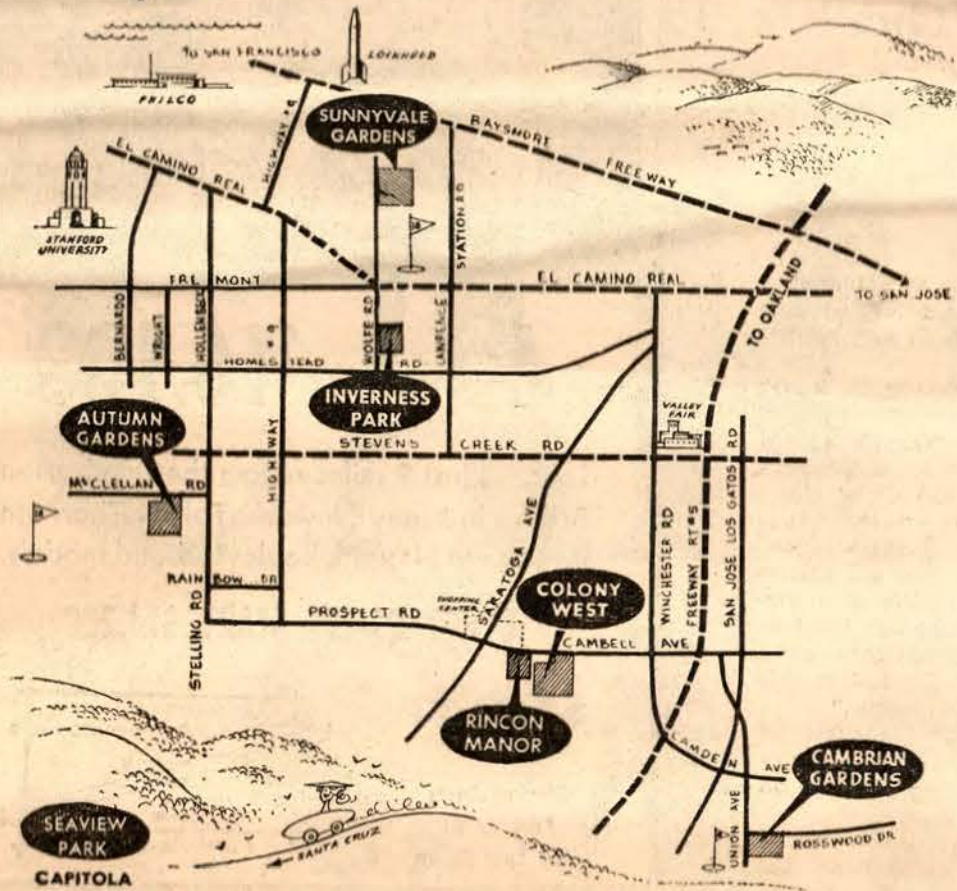 TO SAN FRANCISCO
LOCKHEED
PHILCO
HIGHWAY #9
SUNNYVALE
GARDENS
BAYSHORE
FREEWAY
EL CAMINO REAL
STATION RD
STANFORD
UNIVERSITY
FREMONT
EL CAMINO REAL
TO SAN JOSE
TO OAKLAND
BERNARDO
WRIGHT
HOLLENBECK
#9
WOLFE RD
LAWRENCE
HOMESTEAD RD
INVERNESS
PARK
VALLEY
FAIR
AUTUMN
GARDENS
STEVENS CREEK RD
HIGHWAY
McCLELLAN RD
SARATOGA AVE
WINCHESTER RD
FREEWAY RT #5
SAN JOSE LOS GATOS RD
RAINBOW DR
STELLING RD
PROSPECT RD
SHOPPING
CENTER
COLONY
WEST
CAMBELL AVE
RINCON
MANOR
CAMDEN AVE
CAMBRIAN
GARDENS
UNION AVE
ROSSWOOD DR
SEAVIEW
PARK
CAPITOLA
SANTA CRUZ